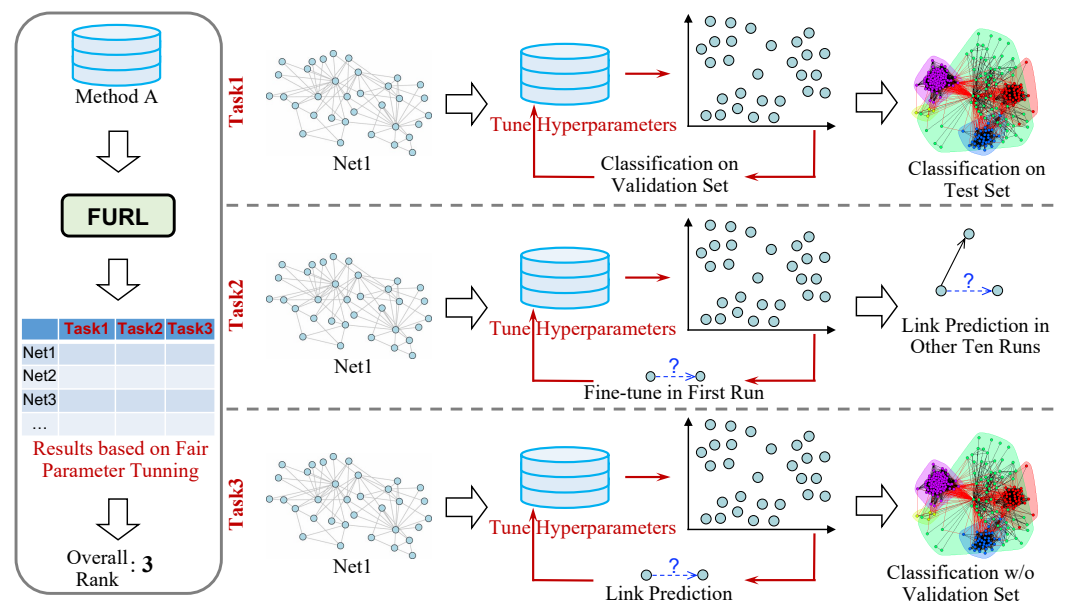 Method A
FURL
Task1 Task2 Task3
Net1
Net2
Net3
...
Results based on Fair
Parameter Tunning
Overall
Rank : 3
Task1
Net1
Tune Hyperparameters
Classification on
Validation Set
Classification on
Test Set
Task2
Net1
Tune Hyperparameters
?
Fine-tune in First Run
?
Link Prediction in
Other Ten Runs
Task3
Net1
Tune Hyperparameters
?
Link Prediction
Classification w/o
Validation Set